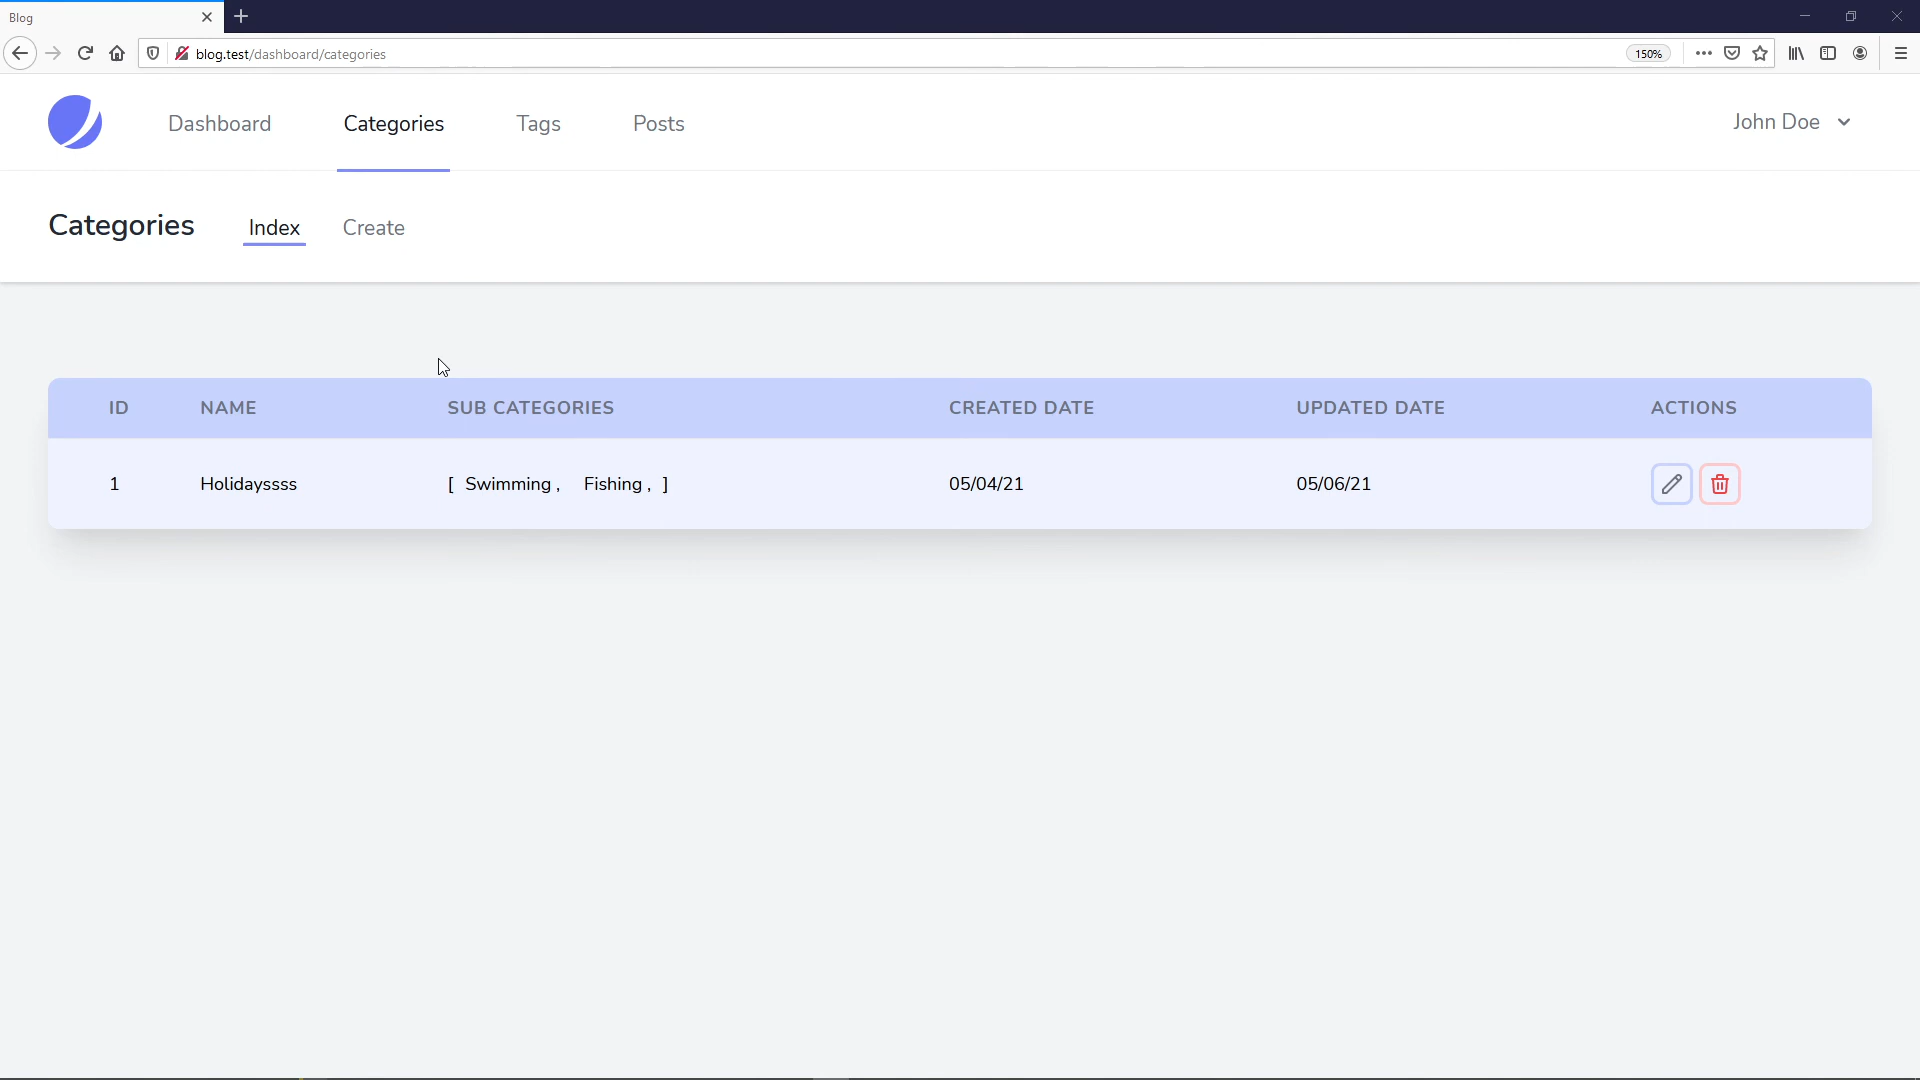 Blog
blog.test/dashboard/categories
150%
Dashboard Categories Tags Posts John Doe
Categories Index Create
ID NAME SUB CATEGORIES CREATED DATE UPDATED DATE ACTIONS
1 Holidayssss [ Swimming , Fishing , ] 05/04/21 05/06/21